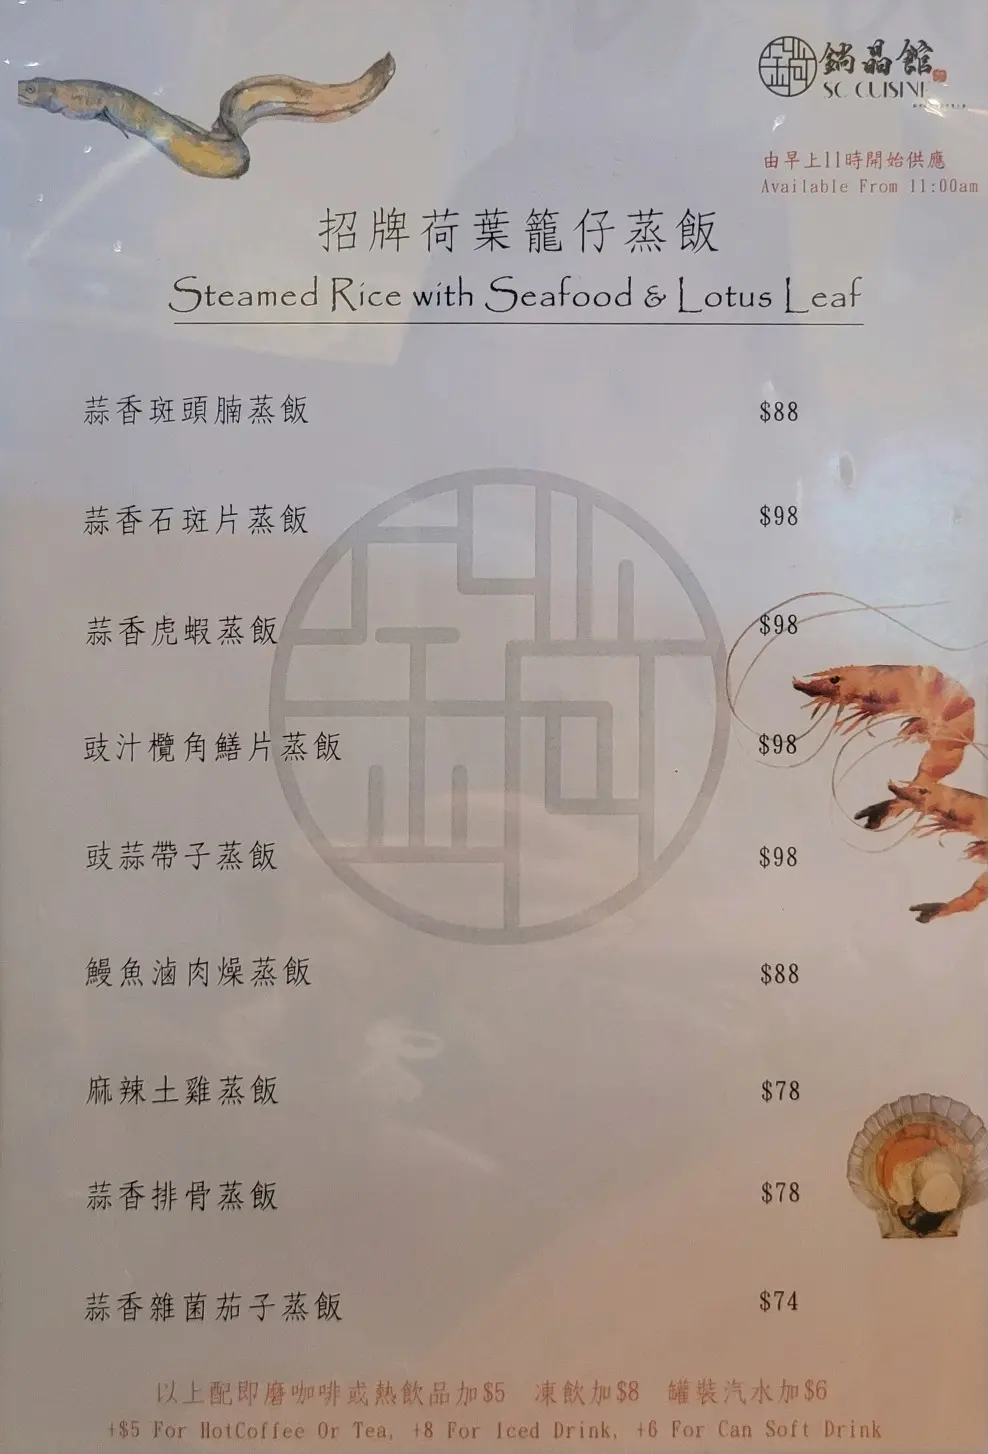 鍋晶館
SC CUISINE
由早上11時開始供應
Available From 11:00am
招牌荷葉籠仔蒸飯
Steamed Rice with Seafood & Lotus Leaf
蒜香斑頭腩蒸飯 $88
蒜香石斑片蒸飯 $98
蒜香虎蝦蒸飯 $98
豉汁欖角鱔片蒸飯 $98
豉蒜帶子蒸飯 $98
鰻魚滷肉燥蒸飯 $88
麻辣土雞蒸飯 $78
蒜香排骨蒸飯 $78
蒜香雜菌茄子蒸飯 $74
以上配即磨咖啡或熱飲品加$5 凍飲加$8 罐裝汽水加$6
+$5 For HotCoffee Or Tea, +8 For Iced Drink, +6 For Can Soft Drink